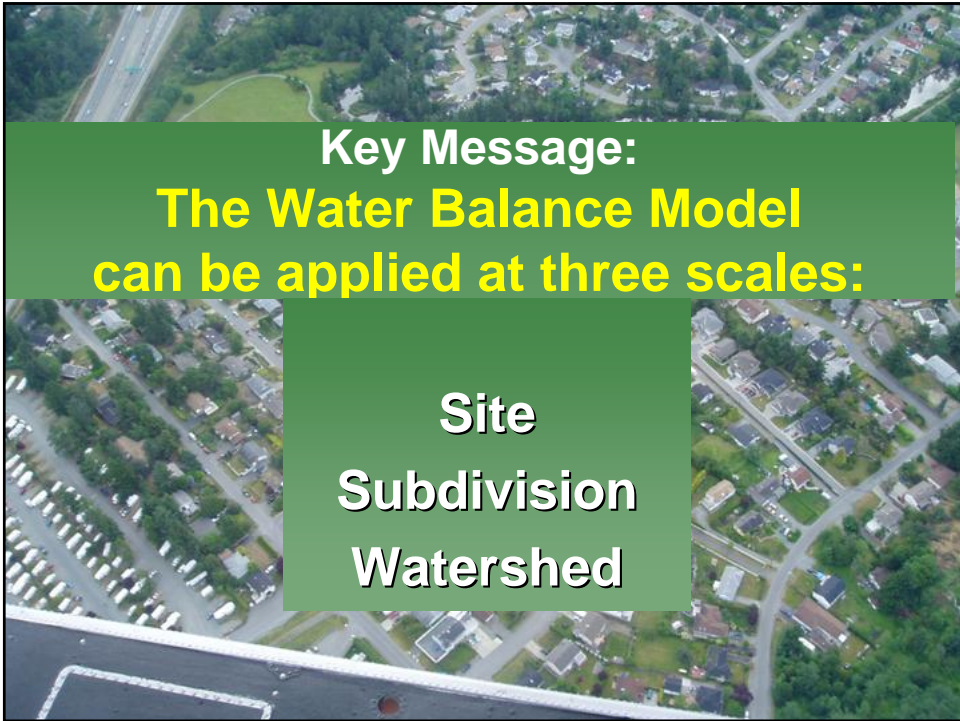 Key Message:
The Water Balance Model
can be applied at three scales:
Site
Subdivision
Watershed